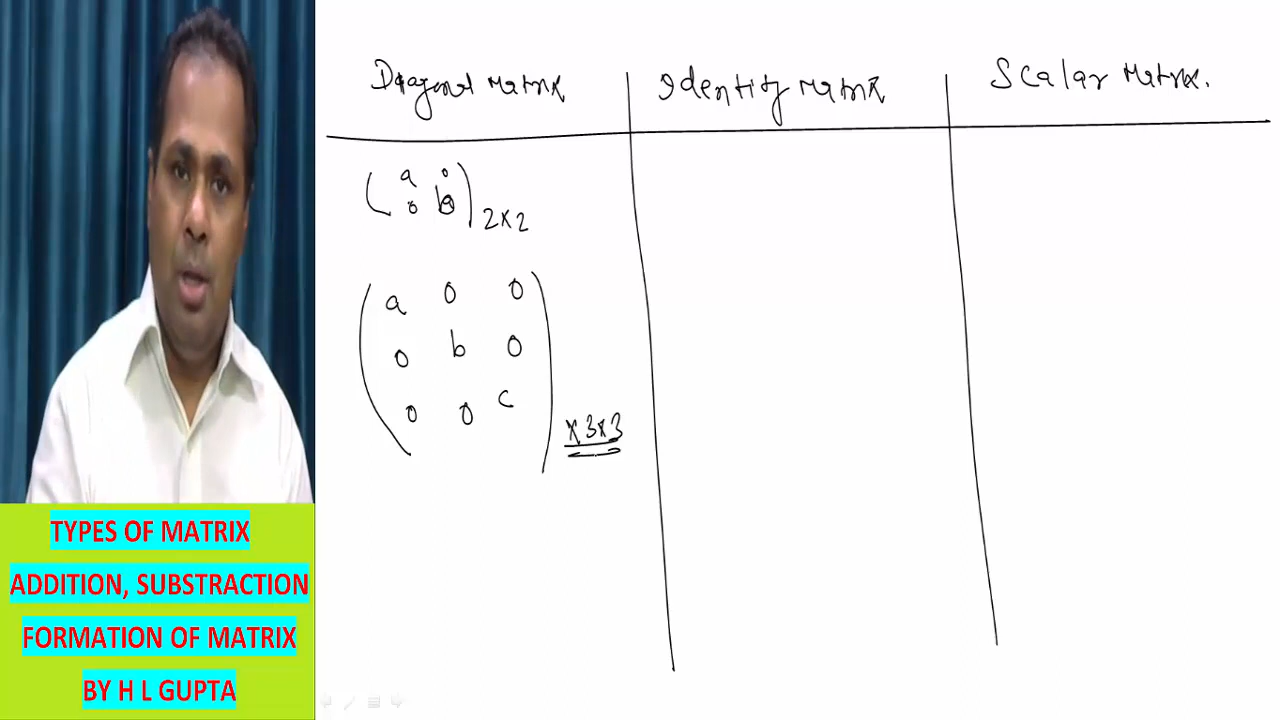 Diagonal Matrix Identity Matrix Scalar Matrix.
( a 0
0 b ) 2×2
( a 0 0
0 b 0
0 0 c ) ×3×3
TYPES OF MATRIX
ADDITION, SUBSTRACTION
FORMATION OF MATRIX
BY H L GUPTA